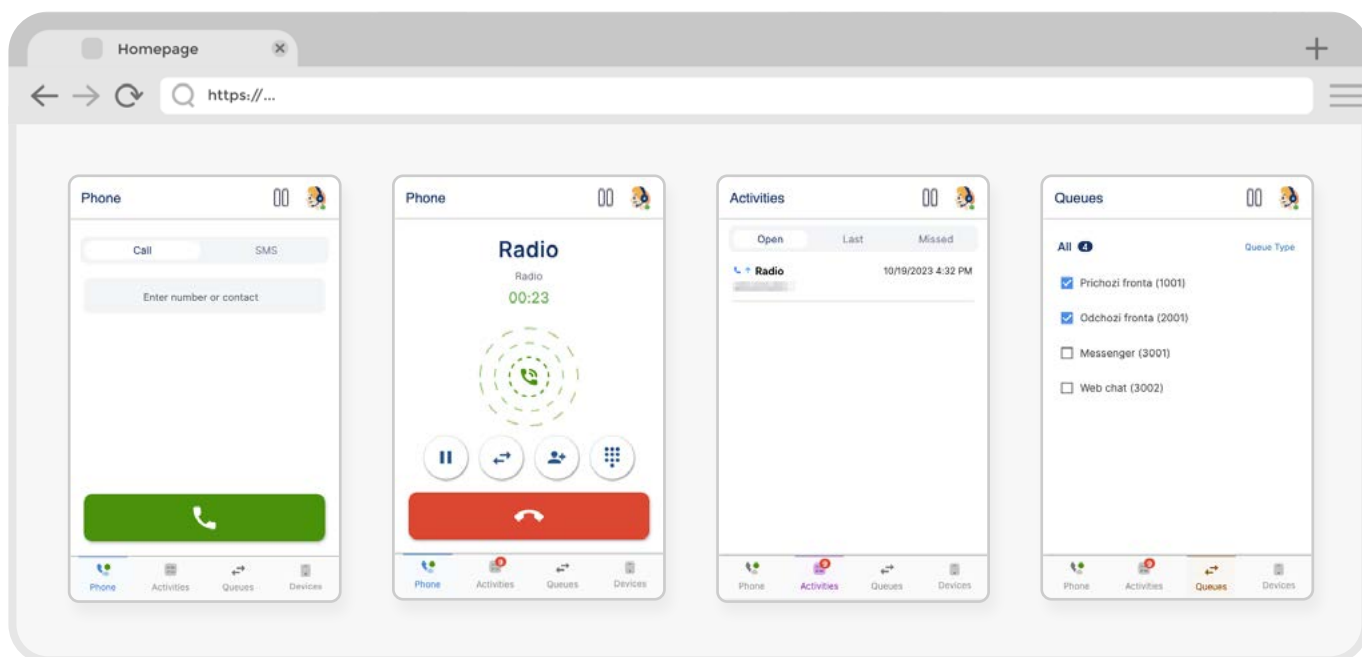 Homepage
https://...
Phone
Call SMS
Enter number or contact
Phone Activities Queues Devices
Phone
Radio
Radio
00:23
Phone Activities Queues Devices
Activities
Open Last Missed
Radio 10/19/2023 4:32 PM
Phone Activities Queues Devices
Queues
All 4 Queue Type
Prichozi fronta (1001)
Odchozi fronta (2001)
Messenger (3001)
Web chat (3002)
Phone Activities Queues Devices